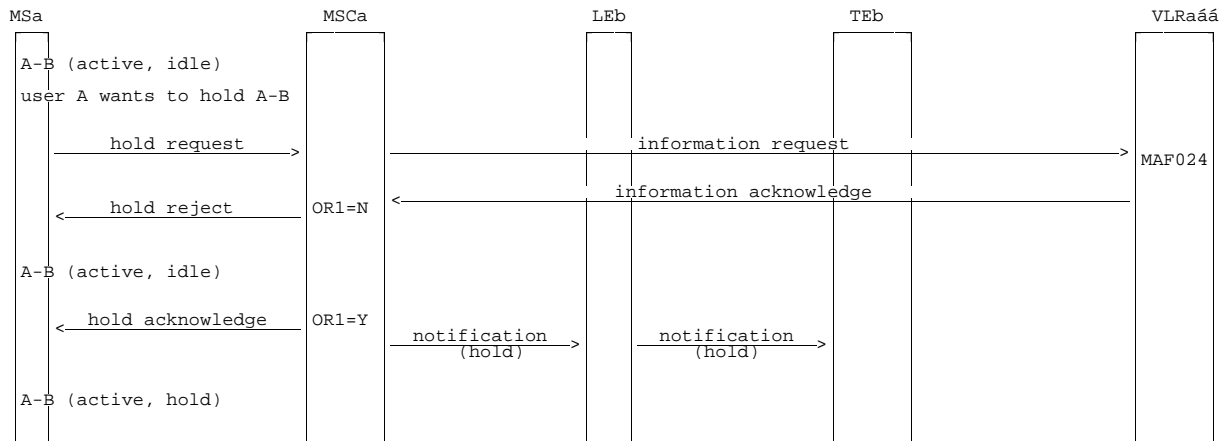 MSa MSCa LEb TEb VLRaáá
A-B (active, idle)
user A wants to hold A-B
hold request information request
MAF024
information acknowledge
hold reject OR1=N
A-B (active, idle)
hold acknowledge OR1=Y
notification notification
(hold) (hold)
A-B (active, hold)